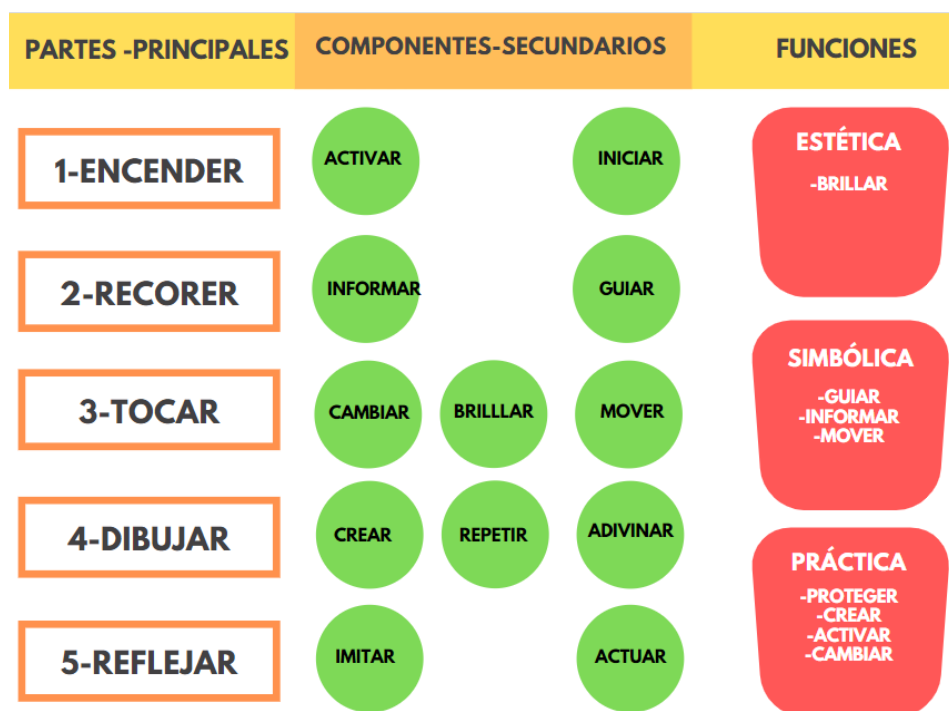 PARTES -PRINCIPALES
COMPONENTES-SECUNDARIOS
FUNCIONES
1-ENCENDER
ACTIVAR
INICIAR
2-RECORER
INFORMAR
GUIAR
3-TOCAR
CAMBIAR
BRILLLAR
MOVER
4-DIBUJAR
CREAR
REPETIR
ADIVINAR
5-REFLEJAR
IMITAR
ACTUAR
ESTÉTICA
-BRILLAR
SIMBÓLICA
-GUIAR
-INFORMAR
-MOVER
PRÁCTICA
-PROTEGER
-CREAR
-ACTIVAR
-CAMBIAR